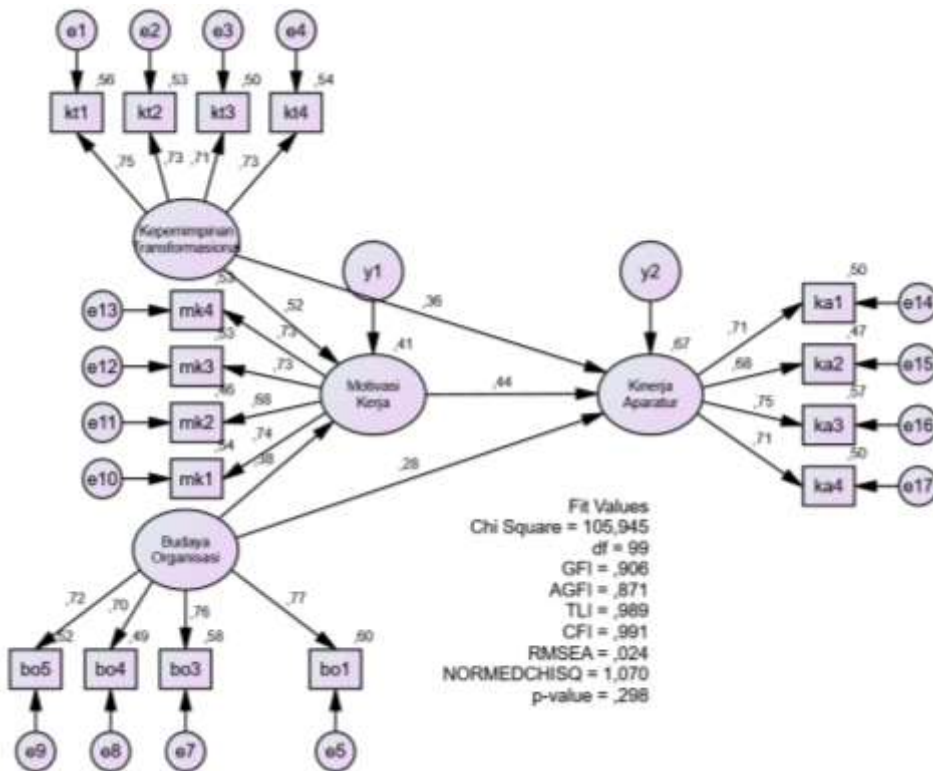 e1 e2 e3 e4
,56 ,53 ,50 ,54
kt1 kt2 kt3 kt4
,75 ,73 ,71 ,73
Kepemimpinan
Transformasional
y1 y2
,53
e13 mk4
,52
,36
,73
,53
e12 mk3
,73
,46
e11 mk2
,68
,54
e10 mk1
,74
,38
,41
Motivasi
Kerja
,44
,67
Kinerja
Aparatur
,28
,50
ka1 e14
,71
,47
ka2 e15
,68
,57
ka3 e16
,75
,50
ka4 e17
,71
Budaya
Organisasi
,72 ,70 ,76 ,77
,52 ,49 ,58 ,60
bo5 bo4 bo3 bo1
e9 e8 e7 e5
Fit Values
Chi Square = 105,945
df = 99
GFI = ,906
AGFI = ,871
TLI = ,989
CFI = ,991
RMSEA = ,024
NORMEDCHISQ = 1,070
p-value = ,298